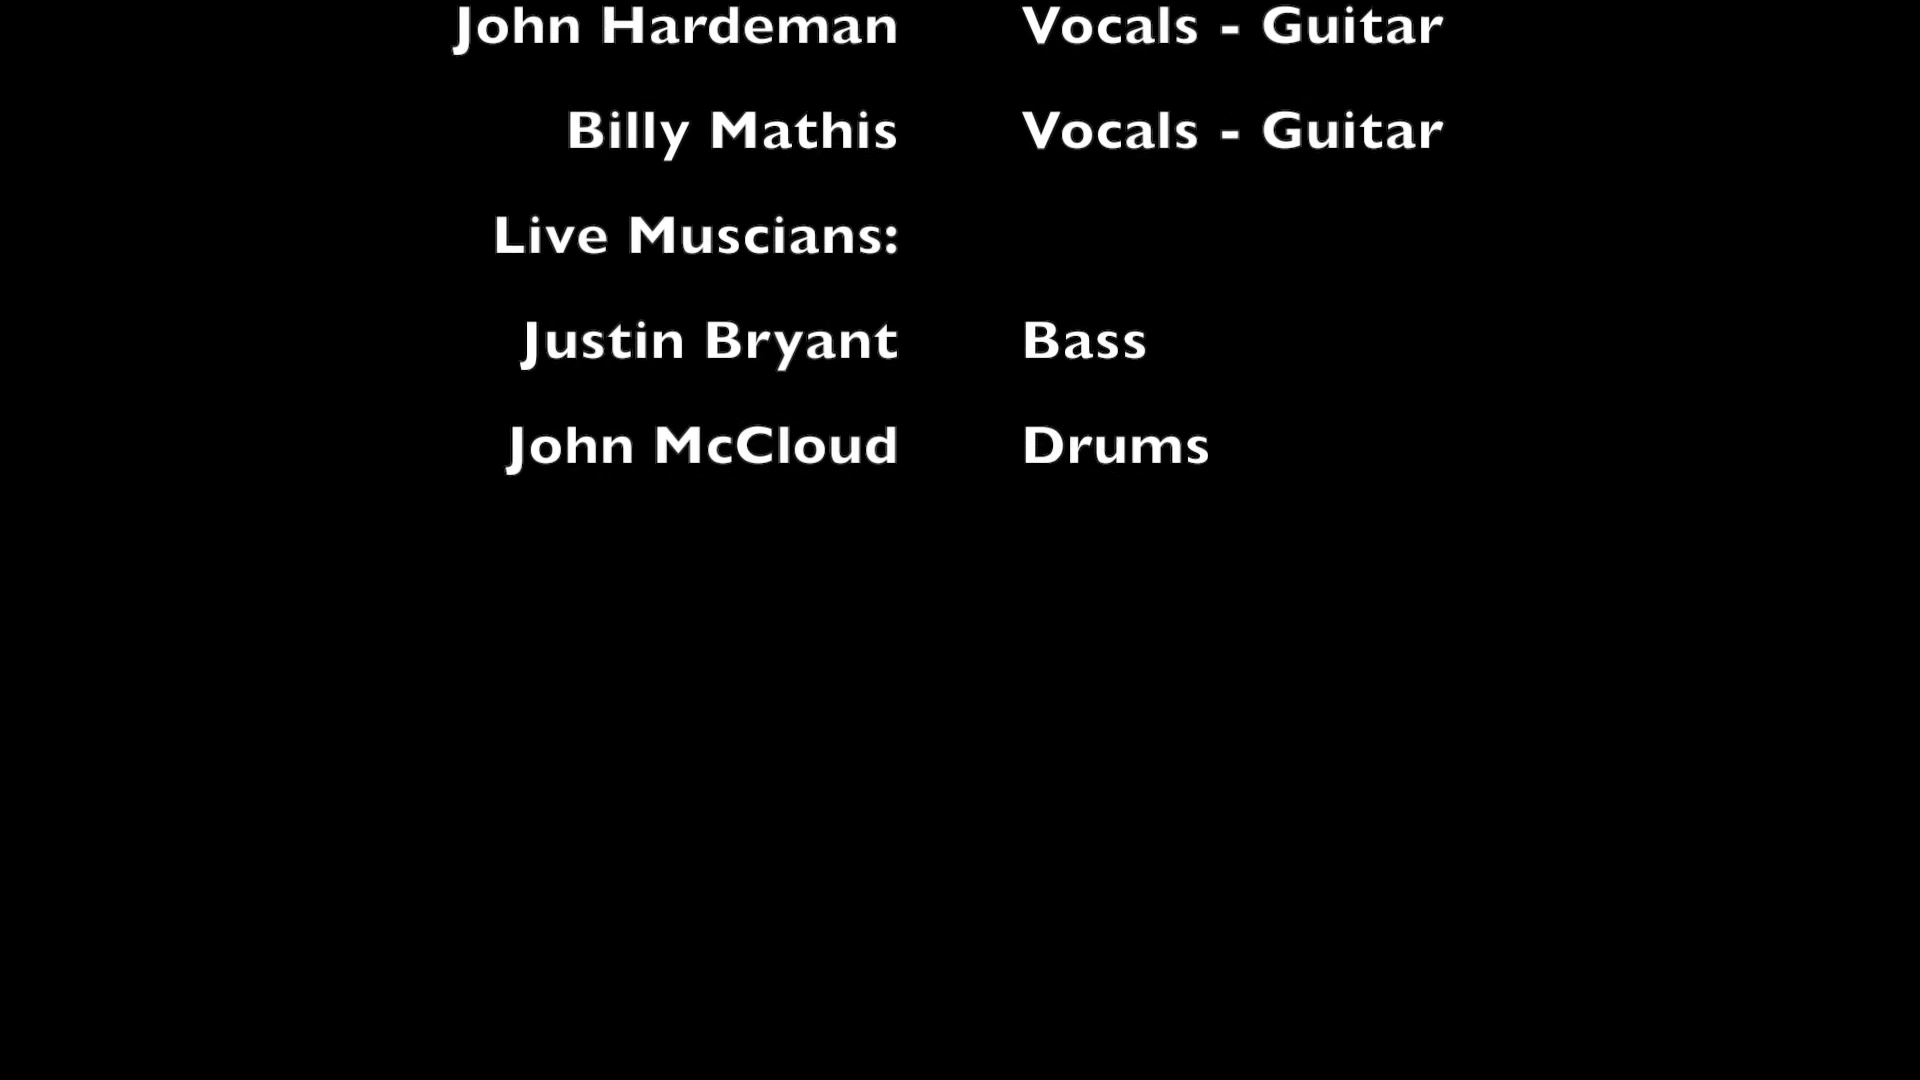 John Hardeman Vocals - Guitar
Billy Mathis Vocals - Guitar
Live Muscians:
Justin Bryant Bass
John McCloud Drums